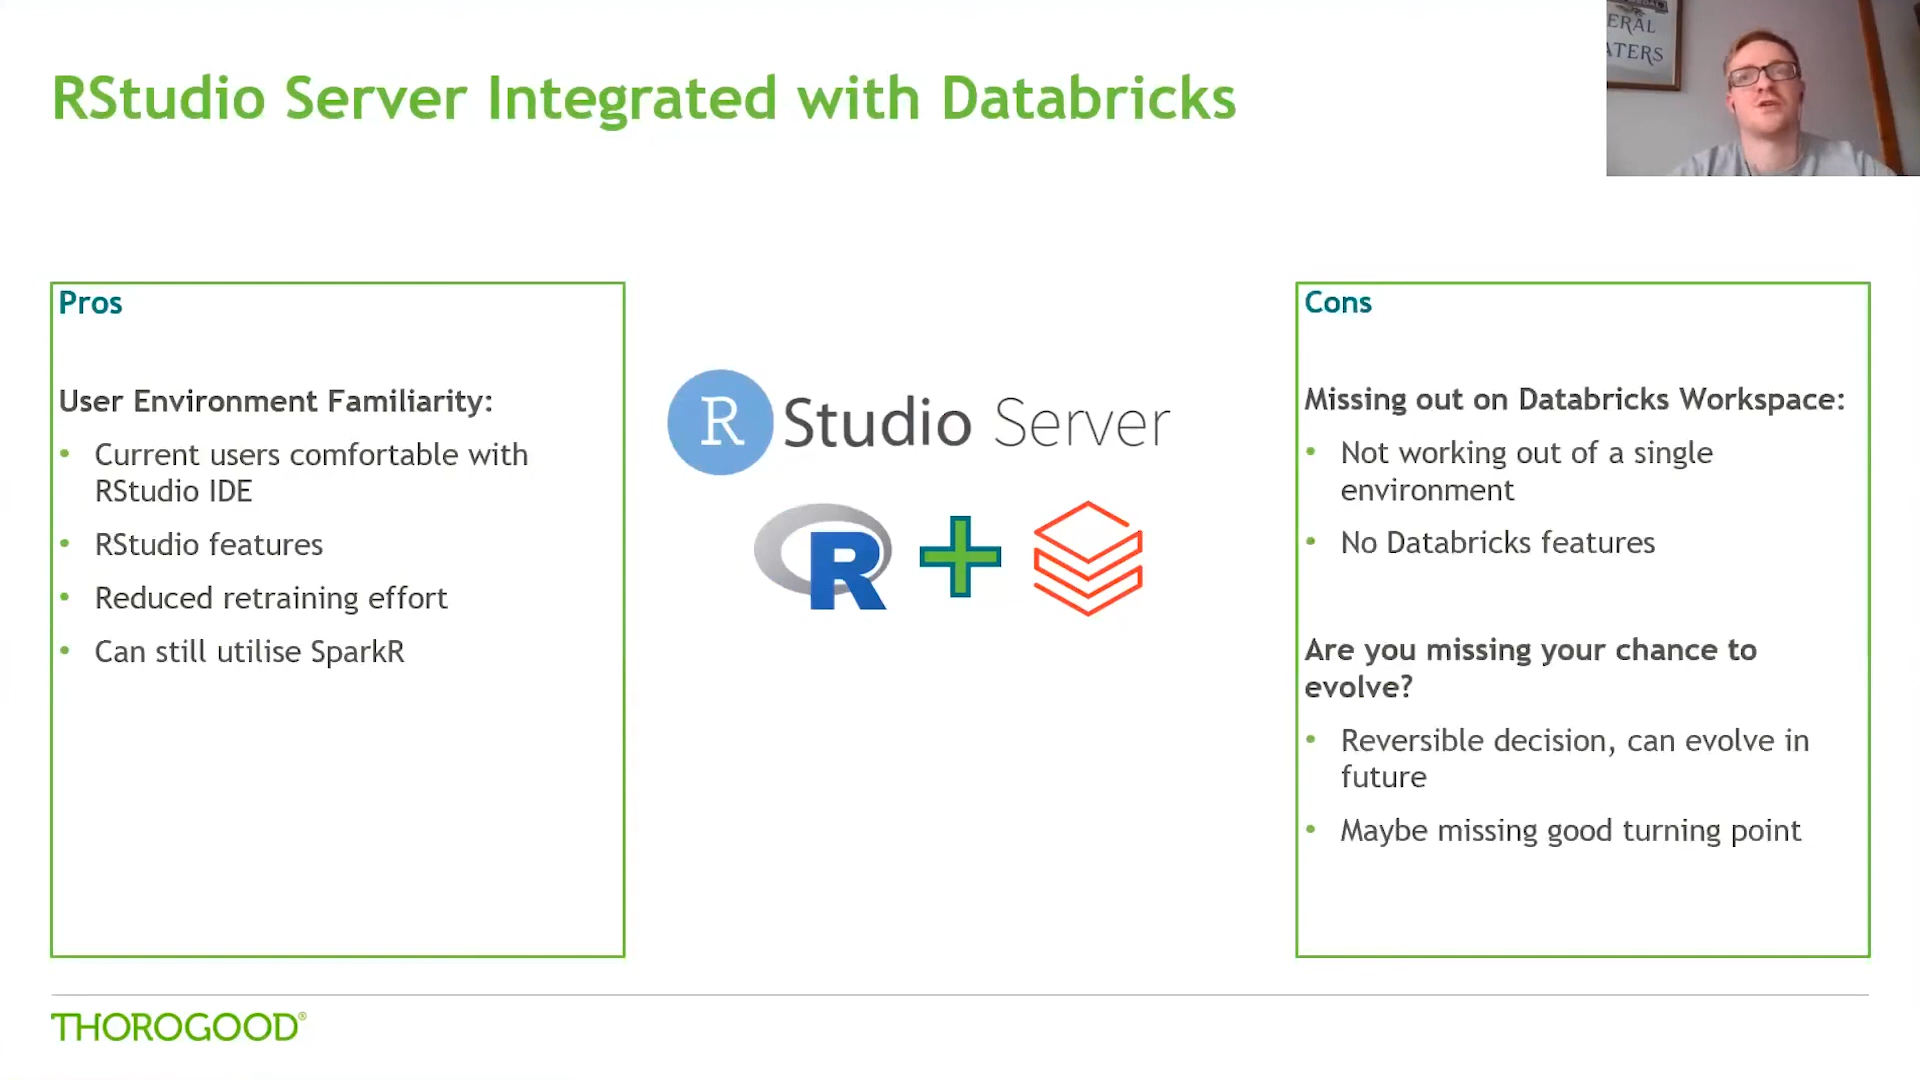 RStudio Server Integrated with Databricks
ERAL
ATERS
Pros
User Environment Familiarity:
• Current users comfortable with
RStudio IDE
• RStudio features
• Reduced retraining effort
• Can still utilise SparkR
R Studio Server
R
Cons
Missing out on Databricks Workspace:
• Not working out of a single
environment
• No Databricks features
Are you missing your chance to
evolve?
• Reversible decision, can evolve in
future
• Maybe missing good turning point
THOROGOOD®